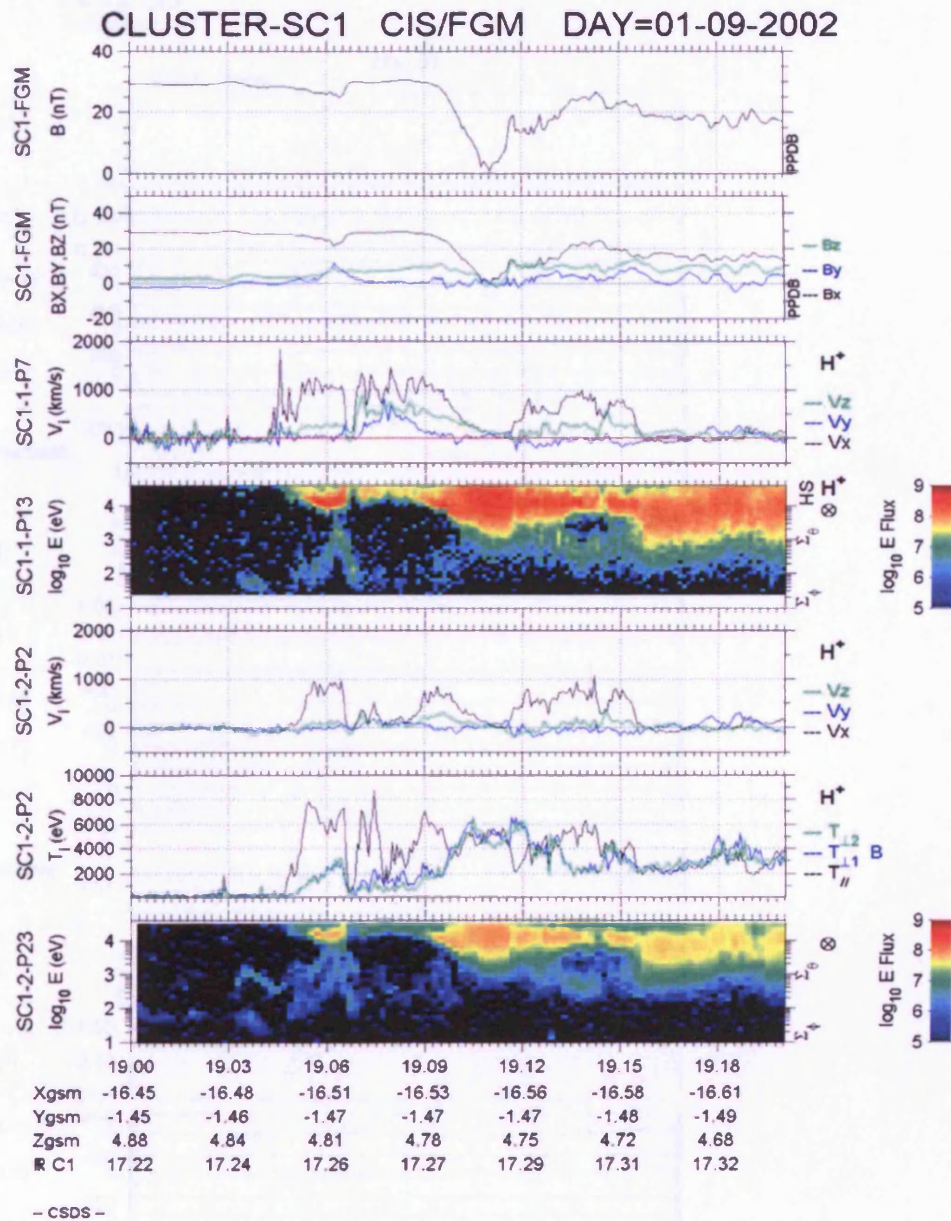 CLUSTER-SC1 CIS/FGM DAY=01-09-2002
SC1-FGM
B (nT)
40
20
0
PPDB
SC1-FGM
BX,BY,BZ (nT)
40
20
0
-20
PPDB
Bz
By
Bx
SC1-1-P7
V_I (km/s)
2000
1000
0
H+
Vz
Vy
Vx
SC1-1-P13
log10 E (eV)
4
3
2
1
HS
H+
⊗
Σθ
Σϕ
9
8
7
6
5
log10 E Flux
SC1-2-P2
V_I (km/s)
2000
1000
0
H+
Vz
Vy
Vx
SC1-2-P2
T_I (eV)
10000
8000
6000
4000
2000
H+
T⊥2
T⊥1 B
T//
SC1-2-P23
log10 E (eV)
4
3
2
1
⊗
Σθ
Σϕ
9
8
7
6
5
log10 E Flux
19.00 19.03 19.06 19.09 19.12 19.15 19.18
Xgsm -16.45 -16.48 -16.51 -16.53 -16.56 -16.58 -16.61
Ygsm -1.45 -1.46 -1.47 -1.47 -1.47 -1.48 -1.49
Zgsm 4.88 4.84 4.81 4.78 4.75 4.72 4.68
R C1 17.22 17.24 17.26 17.27 17.29 17.31 17.32
– CSDS –